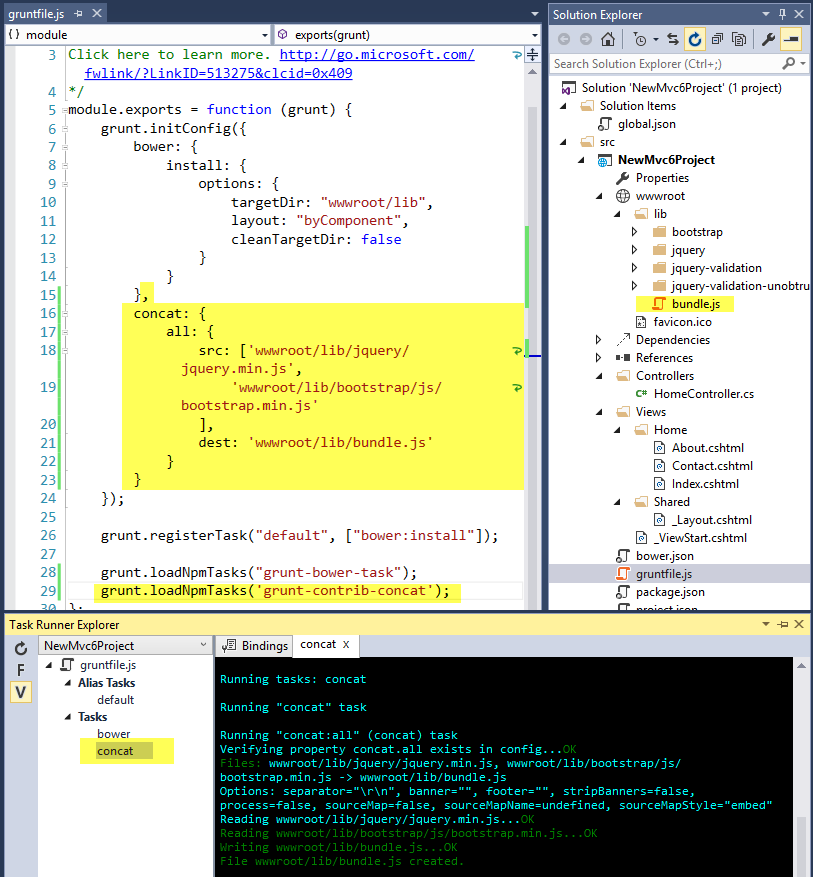 gruntfile.js
{ } module
exports(grunt)
3 Click here to learn more. http://go.microsoft.com/
fwlink/?LinkID=513275&clcid=0x409
4 */
5 module.exports = function (grunt) {
6 grunt.initConfig({
7 bower: {
8 install: {
9 options: {
10 targetDir: "wwwroot/lib",
11 layout: "byComponent",
12 cleanTargetDir: false
13 }
14 }
15 },
16 concat: {
17 all: {
18 src: ['wwwroot/lib/jquery/
jquery.min.js',
19 'wwwroot/lib/bootstrap/js/
bootstrap.min.js'
20 ],
21 dest: 'wwwroot/lib/bundle.js'
22 }
23 }
24 });
25
26 grunt.registerTask("default", ["bower:install"]);
27
28 grunt.loadNpmTasks("grunt-bower-task");
29 grunt.loadNpmTasks('grunt-contrib-concat');
30 };
Solution Explorer
Search Solution Explorer (Ctrl+;)
Solution 'NewMvc6Project' (1 project)
Solution Items
global.json
src
NewMvc6Project
Properties
wwwroot
lib
bootstrap
jquery
jquery-validation
jquery-validation-unobtru
bundle.js
favicon.ico
Dependencies
References
Controllers
C# HomeController.cs
Views
Home
About.cshtml
Contact.cshtml
Index.cshtml
Shared
_Layout.cshtml
_ViewStart.cshtml
bower.json
gruntfile.js
package.json
project.json
Task Runner Explorer
F
V
NewMvc6Project
gruntfile.js
Alias Tasks
default
Tasks
bower
concat
Bindings
concat X
Running tasks: concat
Running "concat" task
Running "concat:all" (concat) task
Verifying property concat.all exists in config...OK
Files: wwwroot/lib/jquery/jquery.min.js, wwwroot/lib/bootstrap/js/
bootstrap.min.js -> wwwroot/lib/bundle.js
Options: separator="\r\n", banner="", footer="", stripBanners=false,
process=false, sourceMap=false, sourceMapName=undefined, sourceMapStyle="embed"
Reading wwwroot/lib/jquery/jquery.min.js...OK
Reading wwwroot/lib/bootstrap/js/bootstrap.min.js...OK
Writing wwwroot/lib/bundle.js...OK
File wwwroot/lib/bundle.js created.